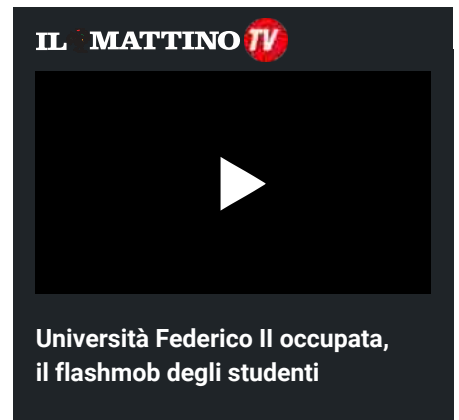 IL MATTINO TV
Università Federico II occupata,
il flashmob degli studenti